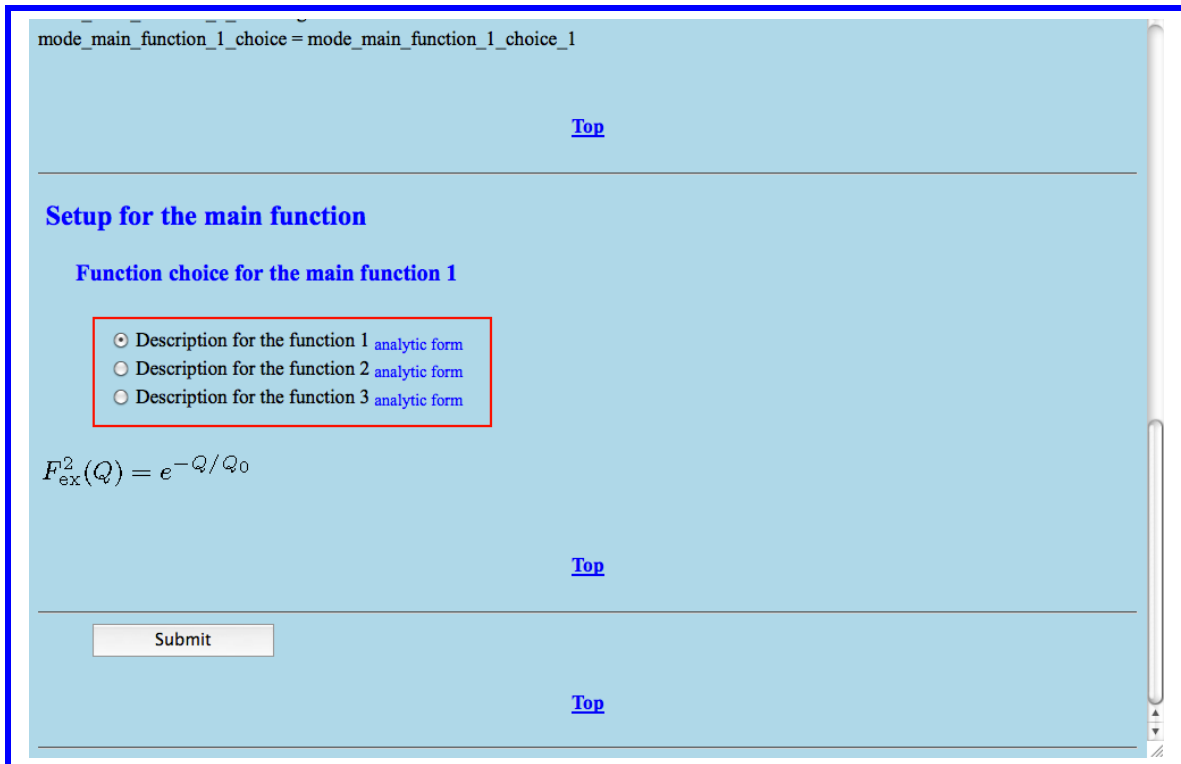 mode_main_function_1_choice = mode_main_function_1_choice_1
Top
Setup for the main function
Function choice for the main function 1
Description for the function 1 analytic form
Description for the function 2 analytic form
Description for the function 3 analytic form
F²ₑₓ(Q) = e^{-Q/Q₀}
Top
Submit
Top